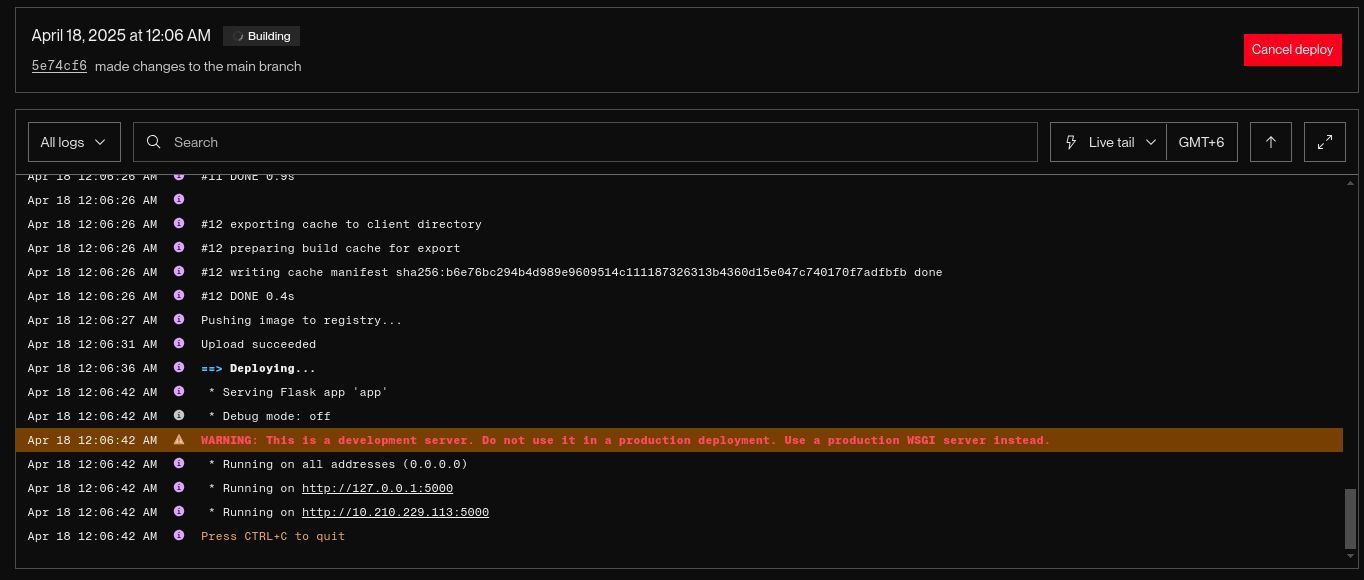 April 18, 2025 at 12:06 AM Building
5e74cf6 made changes to the main branch
Cancel deploy
All logs Search Live tail GMT+6
Apr 18 12:06:26 AM #11 DONE 0.9s
Apr 18 12:06:26 AM
Apr 18 12:06:26 AM #12 exporting cache to client directory
Apr 18 12:06:26 AM #12 preparing build cache for export
Apr 18 12:06:26 AM #12 writing cache manifest sha256:b6e76bc294b4d989e9609514c111187326313b4360d15e047c740170f7adfbfb done
Apr 18 12:06:26 AM #12 DONE 0.4s
Apr 18 12:06:27 AM Pushing image to registry...
Apr 18 12:06:31 AM Upload succeeded
Apr 18 12:06:36 AM ==> Deploying...
Apr 18 12:06:42 AM * Serving Flask app 'app'
Apr 18 12:06:42 AM * Debug mode: off
Apr 18 12:06:42 AM WARNING: This is a development server. Do not use it in a production deployment. Use a production WSGI server instead.
Apr 18 12:06:42 AM * Running on all addresses (0.0.0.0)
Apr 18 12:06:42 AM * Running on http://127.0.0.1:5000
Apr 18 12:06:42 AM * Running on http://10.210.229.113:5000
Apr 18 12:06:42 AM Press CTRL+C to quit